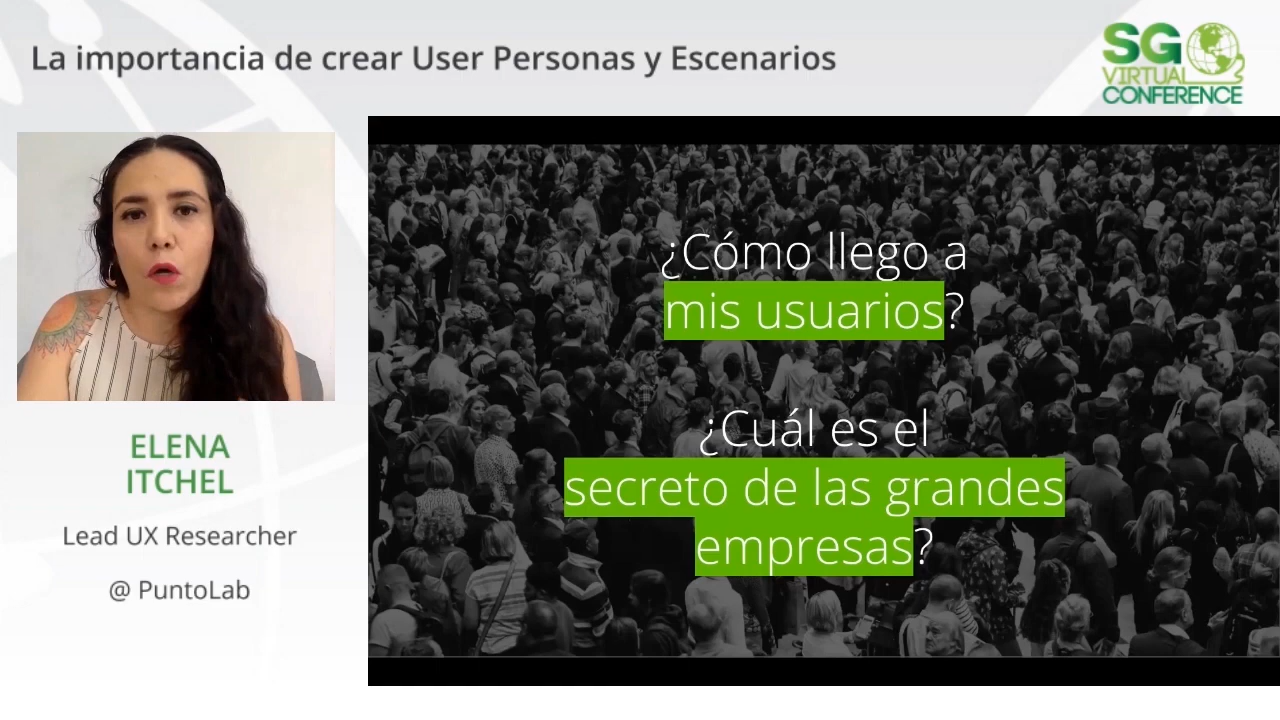 La importancia de crear User Personas y Escenarios
SG
VIRTUAL
CONFERENCE
¿Cómo llego a
mis usuarios?
¿Cuál es el
secreto de las grandes
empresas?
ELENA
ITCHEL
Lead UX Researcher
@ PuntoLab